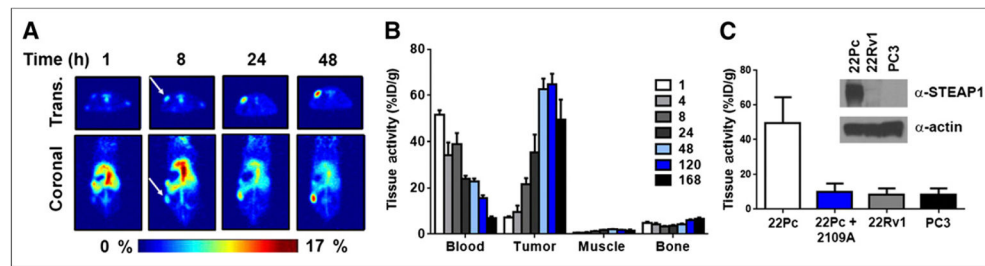 A
Time (h) 1 8 24 48
Trans.
Coronal
0 % 17 %
B
Tissue activity (%ID/g)
80
60
40
20
0
1
4
8
24
48
120
168
Blood Tumor Muscle Bone
C
Tissue activity (%ID/g)
80
60
40
20
0
22Pc
22Rv1
PC3
α-STEAP1
α-actin
22Pc 22Pc + 22Rv1 PC3
2109A